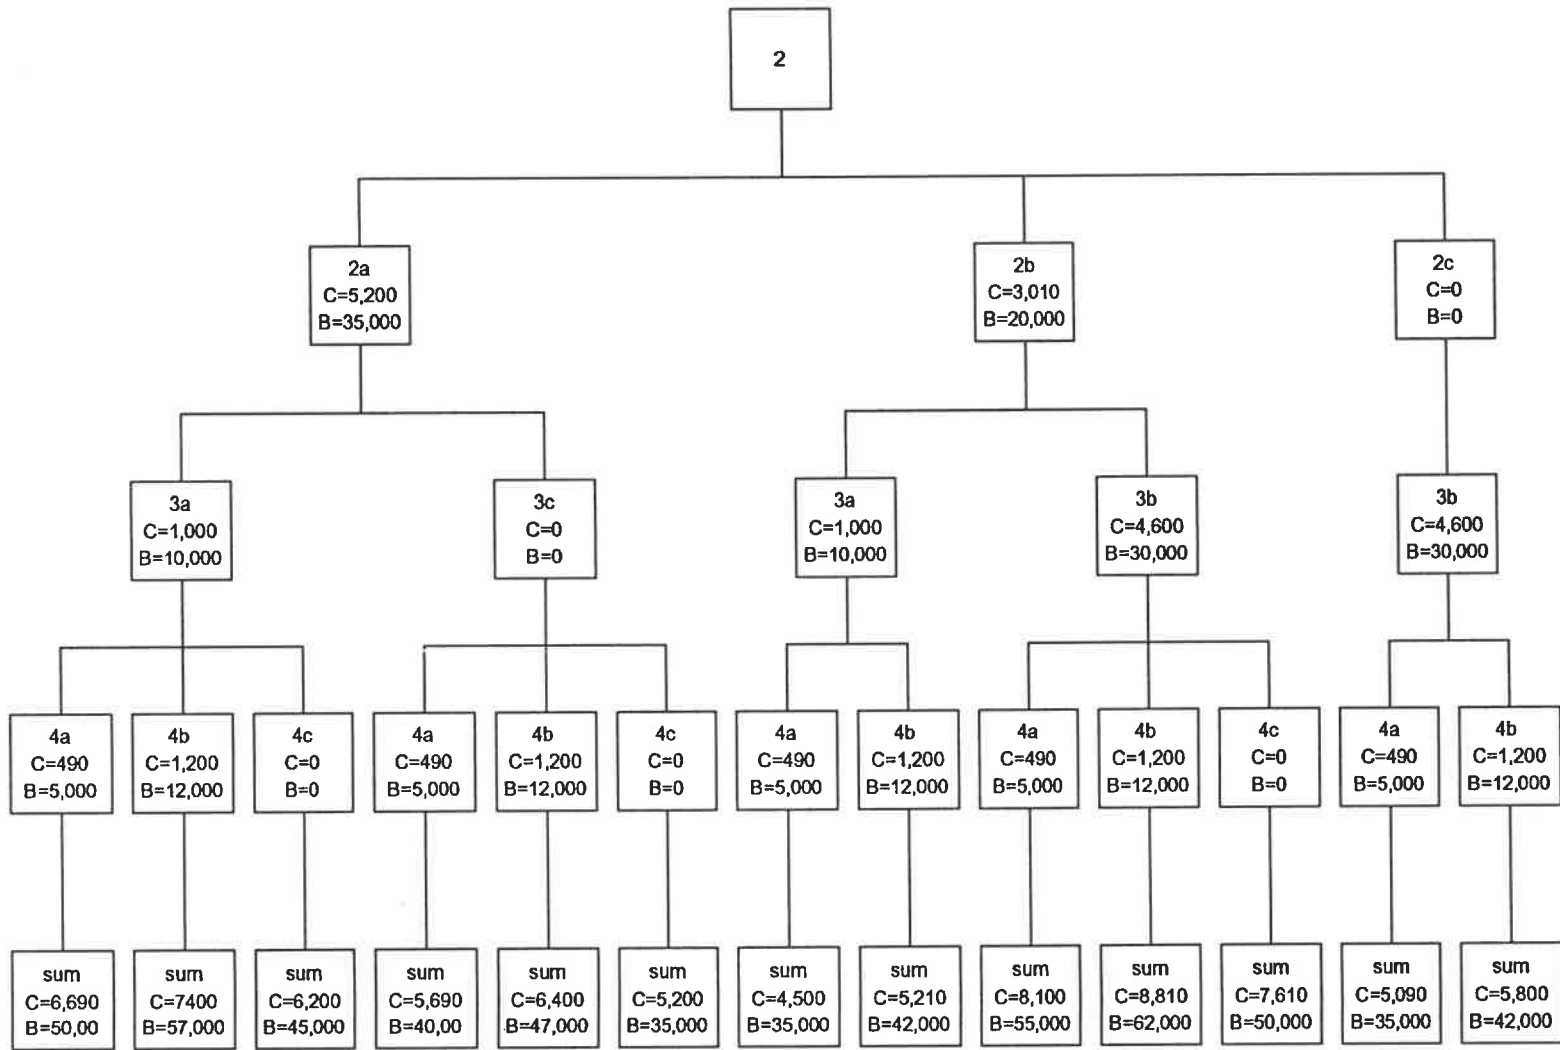 2
2a
C=5,200
B=35,000
2b
C=3,010
B=20,000
2c
C=0
B=0
3a
C=1,000
B=10,000
3c
C=0
B=0
3a
C=1,000
B=10,000
3b
C=4,600
B=30,000
3b
C=4,600
B=30,000
4a
C=490
B=5,000
4b
C=1,200
B=12,000
4c
C=0
B=0
4a
C=490
B=5,000
4b
C=1,200
B=12,000
4c
C=0
B=0
4a
C=490
B=5,000
4b
C=1,200
B=12,000
4a
C=490
B=5,000
4b
C=1,200
B=12,000
4c
C=0
B=0
4a
C=490
B=5,000
4b
C=1,200
B=12,000
sum
C=6,690
B=50,00
sum
C=7400
B=57,000
sum
C=6,200
B=45,000
sum
C=5,690
B=40,00
sum
C=6,400
B=47,000
sum
C=5,200
B=35,000
sum
C=4,500
B=35,000
sum
C=5,210
B=42,000
sum
C=8,100
B=55,000
sum
C=8,810
B=62,000
sum
C=7,610
B=50,000
sum
C=5,090
B=35,000
sum
C=5,800
B=42,000